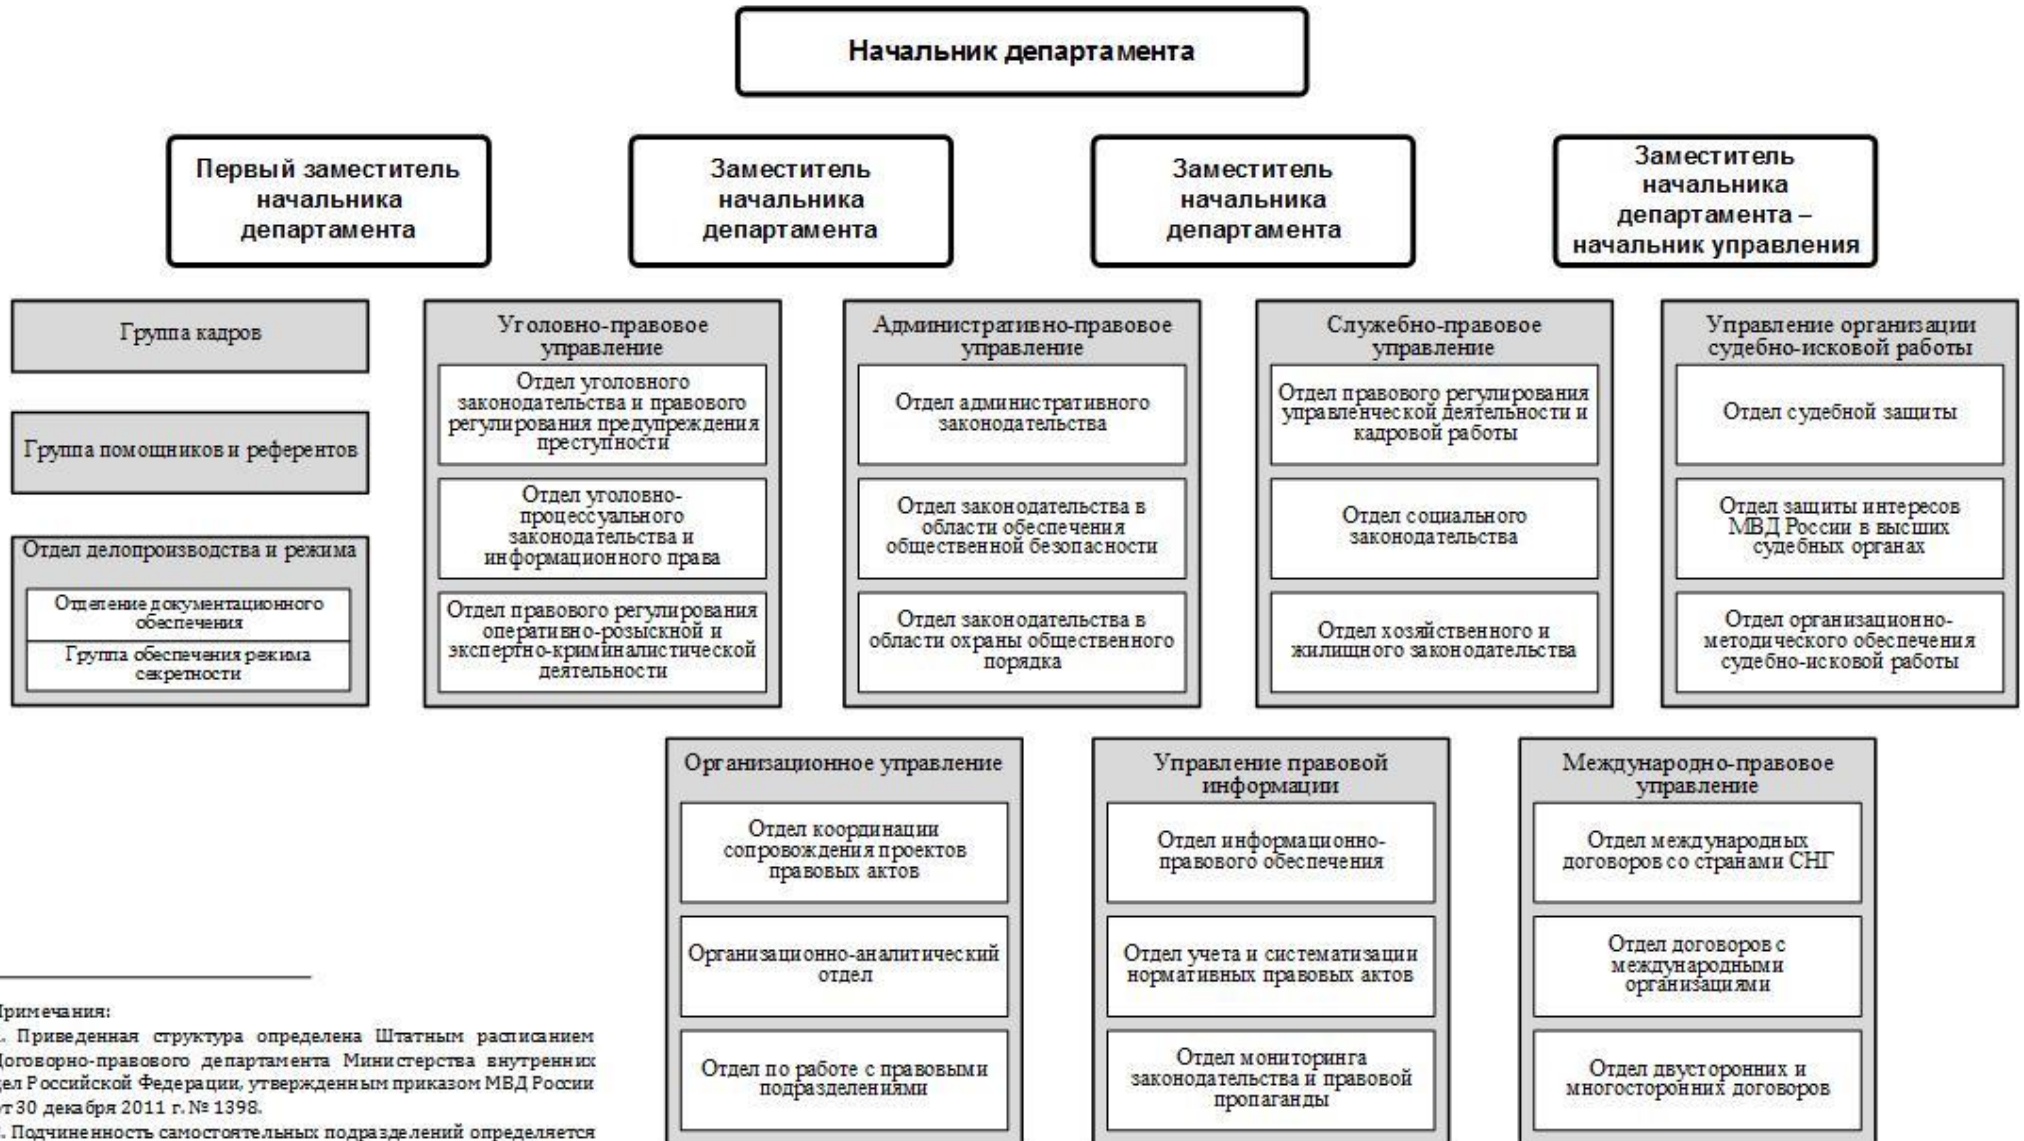 Начальник департамента
Первый заместитель
начальника
департамента
Заместитель
начальника
департамента
Заместитель
начальника
департамента
Заместитель
начальника
департамента –
начальник управления
Группа кадров
Группа помощников и референтов
Отдел делопроизводства и режима
Отделение документационного
обеспечения
Группа обеспечения режима
секретности
Уголовно-правовое
управление
Отдел уголовного
законодательства и правового
регулирования предупреждения
преступности
Отдел уголовно-
процессуального
законодательства и
информационного права
Отдел правового регулирования
оперативно-розыскной и
экспертно-криминалистической
деятельности
Административно-правовое
управление
Отдел административного
законодательства
Отдел законодательства в
области обеспечения
общественной безопасности
Отдел законодательства в
области охраны общественного
порядка
Служебно-правовое
управление
Отдел правового регулирования
управленческой деятельности и
кадровой работы
Отдел социального
законодательства
Отдел хозяйственного и
жилищного законодательства
Управление организации
судебно-исковой работы
Отдел судебной защиты
Отдел защиты интересов
МВД России в высших
судебных органах
Отдел организационно-
методического обеспечения
судебно-исковой работы
Организационное управление
Отдел координации
сопровождения проектов
правовых актов
Организационно-аналитический
отдел
Отдел по работе с правовыми
подразделениями
Управление правовой
информации
Отдел информационно-
правового обеспечения
Отдел учета и систематизации
нормативных правовых актов
Отдел мониторинга
законодательства и правовой
пропаганды
Международно-правовое
управление
Отдел международных
договоров со странами СНГ
Отдел договоров с
международными
организациями
Отдел двусторонних и
многосторонних договоров
Примечания:
. Приведенная структура определена Штатным расписанием
Договорно-правового департамента Министерства внутренних
дел Российской Федерации, утвержденным приказом МВД России
от 30 декабря 2011 г. № 1398.
. Подчиненность самостоятельных подразделений определяется